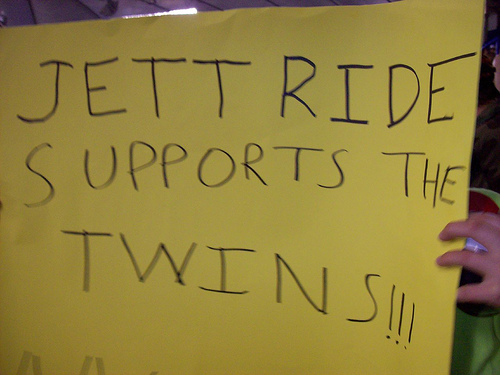 JETT RIDE
SUPPORTS THE
TWINS!!!